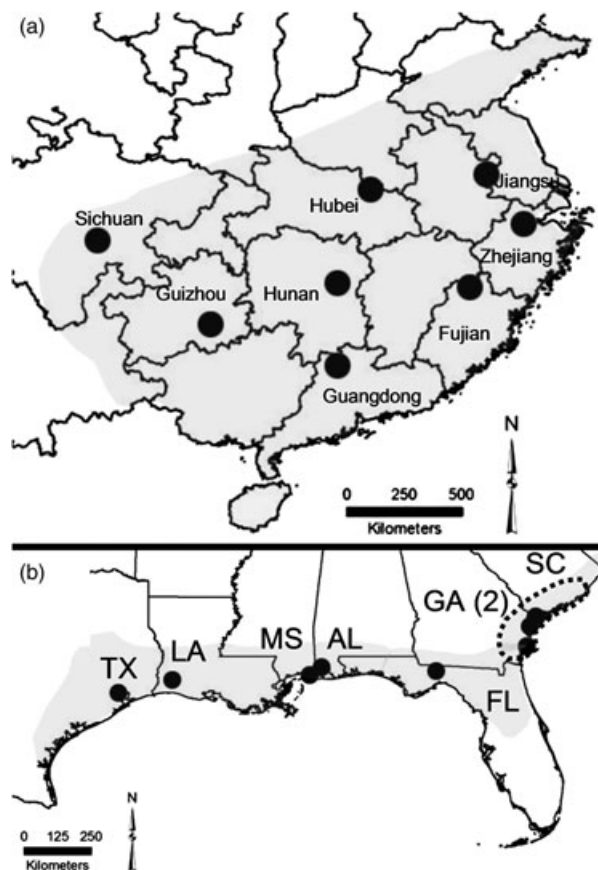 (a)
Jiangsu
Hubei
Sichuan
Zhejiang
Guizhou
Hunan
Fujian
Guangdong
N
0 250 500
Kilometers
(b)
SC
GA (2)
MS AL
TX LA
FL
N
0 125 250
Kilometers